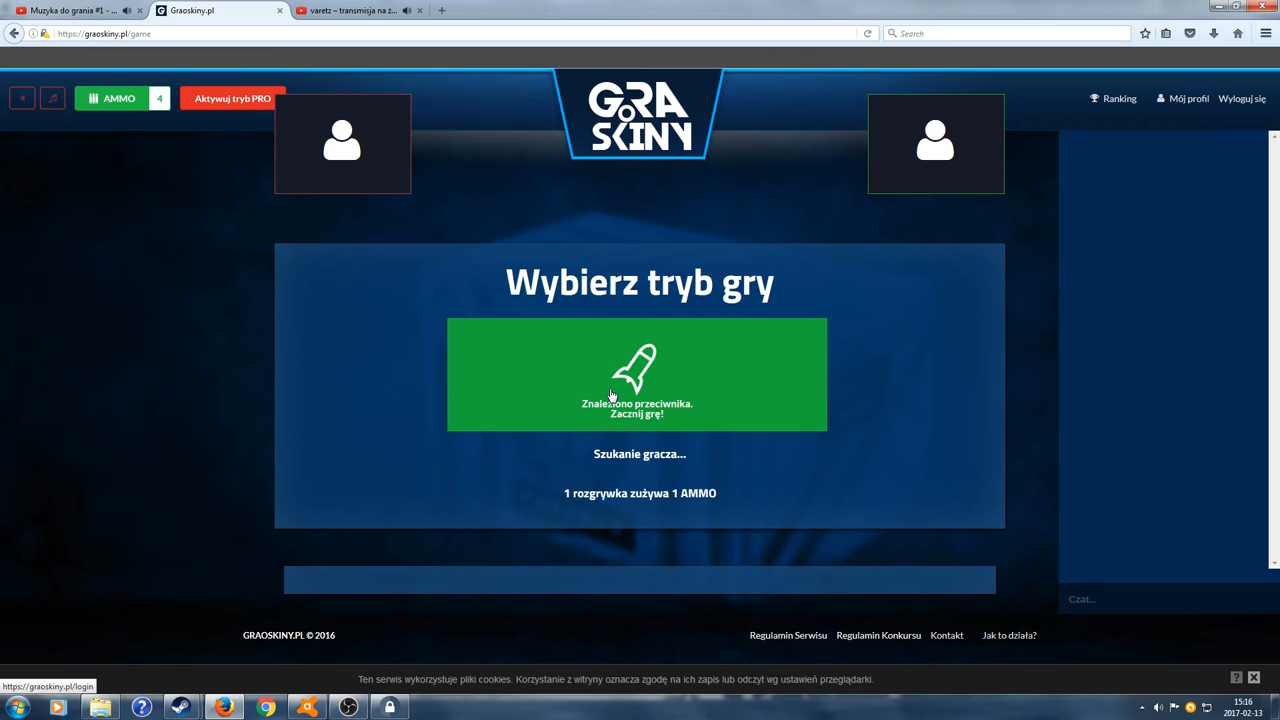 Muzyka do grania #1 - ...
Graoskiny.pl
varetz – transmisja na ż...
https://graoskiny.pl/game
Search
AMMO 4
Aktywuj tryb PRO
GRA O SKINY
Ranking
Mój profil
Wyloguj się
Wybierz tryb gry
Znaleziono przeciwnika.
Zacznij grę!
Szukanie gracza...
1 rozgrywka zużywa 1 AMMO
Czat...
GRAOSKINY.PL © 2016
Regulamin Serwisu
Regulamin Konkursu
Kontakt
Jak to działa?
Ten serwis wykorzystuje pliki cookies. Korzystanie z witryny oznacza zgodę na ich zapis lub odczyt wg ustawień przeglądarki.
https://graoskiny.pl/login
15:16
2017-02-13